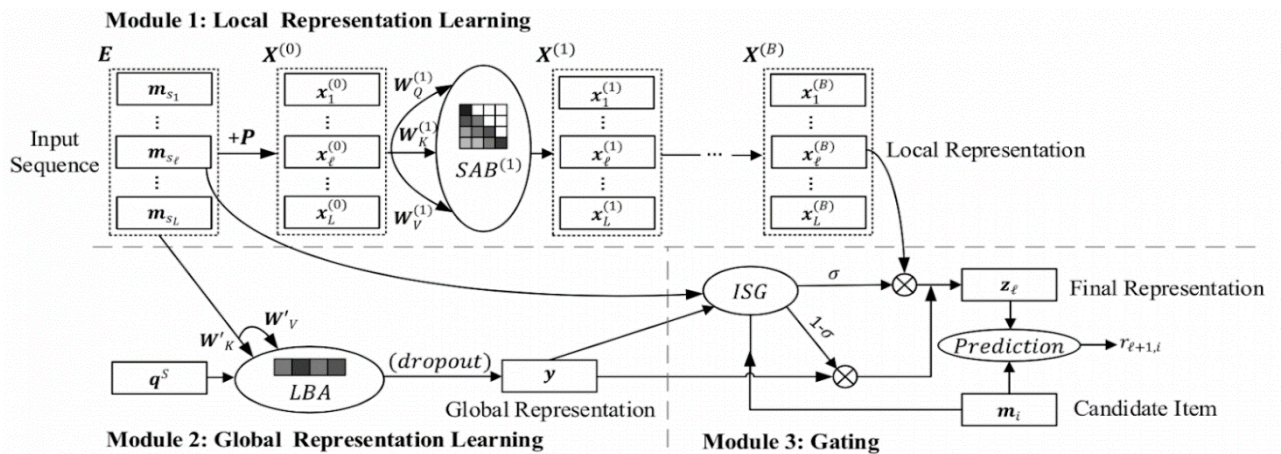 Module 1: Local Representation Learning
E X^(0) X^(1) X^(B)
m_{s_1} x_1^(0) W_Q^(1) x_1^(1) x_1^(B)
⋮ ⋮ ⋮ ⋮
Input Sequence m_{s_ℓ} +P x_ℓ^(0) W_K^(1) SAB^(1) x_ℓ^(1) ... x_ℓ^(B) Local Representation
⋮ ⋮ ⋮ ⋮
m_{s_L} x_L^(0) W_V^(1) x_L^(1) x_L^(B)
ISG σ z_ℓ Final Representation
W'_V 1-σ
W'_K (dropout) Prediction r_{ℓ+1,i}
q^S LBA y
Global Representation m_i Candidate Item
Module 2: Global Representation Learning Module 3: Gating